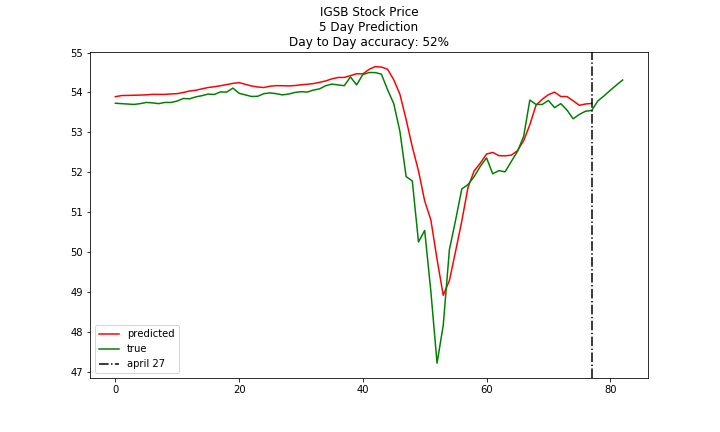 IGSB Stock Price
5 Day Prediction
Day to Day accuracy: 52%
55
54
53
52
51
50
49
48
47
predicted
true
april 27
0 20 40 60 80